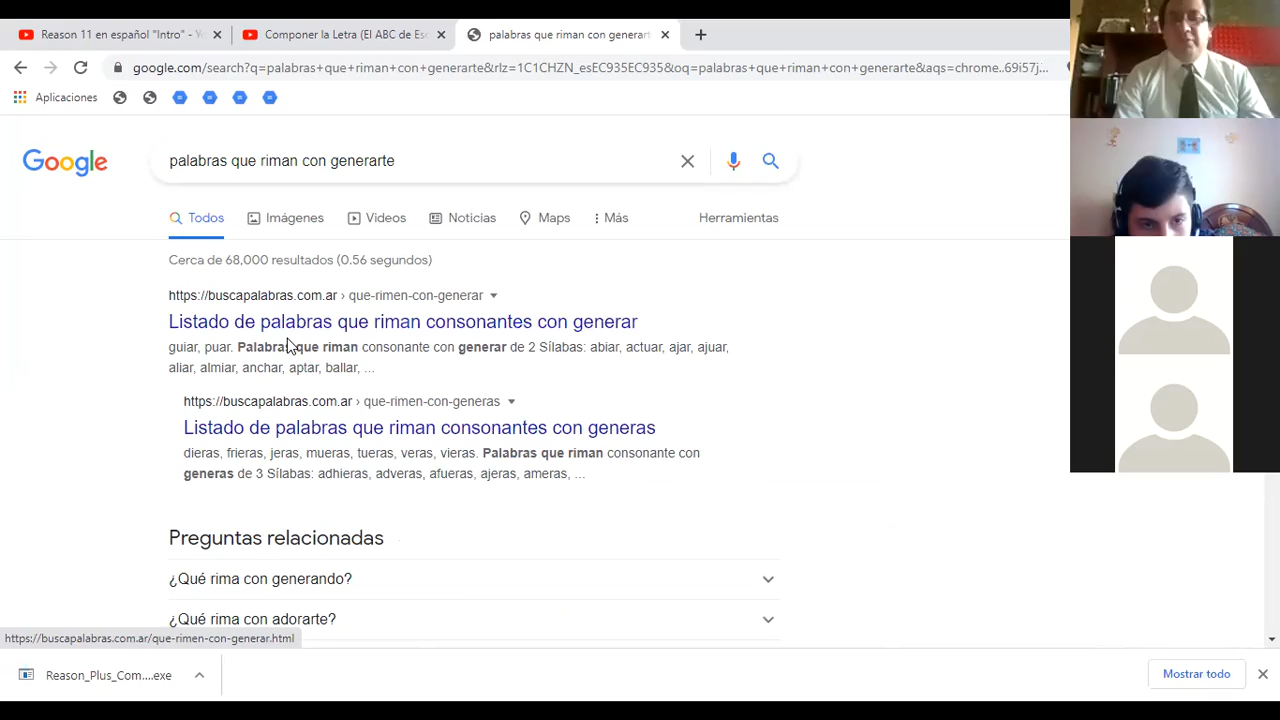 Reason 11 en español "Intro" - Yo
Componer la Letra (El ABC de Es
palabras que riman con generart
google.com/search?q=palabras+que+riman+con+generarte&rlz=1C1CHZN_esEC935EC935&oq=palabras+que+riman+con+generarte&aqs=chrome..69i57j...
Aplicaciones
Google
palabras que riman con generarte
Todos Imágenes Videos Noticias Maps Más Herramientas
Cerca de 68,000 resultados (0.56 segundos)
https://buscapalabras.com.ar › que-rimen-con-generar
Listado de palabras que riman consonantes con generar
guiar, puar. Palabras que riman consonante con generar de 2 Sílabas: abiar, actuar, ajar, ajuar,
aliar, almiar, anchar, aptar, ballar, ...
https://buscapalabras.com.ar › que-rimen-con-generas
Listado de palabras que riman consonantes con generas
dieras, frieras, jeras, mueras, tueras, veras, vieras. Palabras que riman consonante con
generas de 3 Sílabas: adhieras, adveras, afueras, ajeras, ameras, ...
Preguntas relacionadas
¿Qué rima con generando?
¿Qué rima con adorarte?
https://buscapalabras.com.ar/que-rimen-con-generar.html
Reason_Plus_Com....exe
Mostrar todo